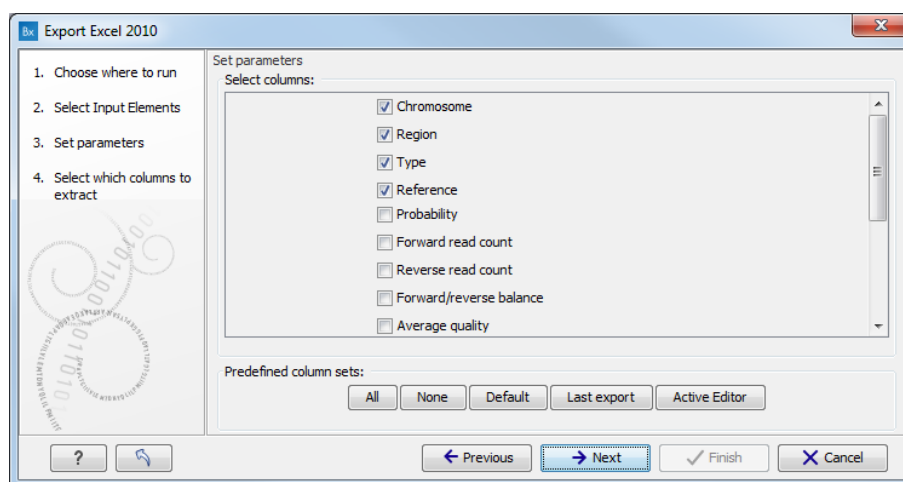 Bx Export Excel 2010
1. Choose where to run
2. Select Input Elements
3. Set parameters
4. Select which columns to
extract
Set parameters
Select columns:
Chromosome
Region
Type
Reference
Probability
Forward read count
Reverse read count
Forward/reverse balance
Average quality
Predefined column sets:
All None Default Last export Active Editor
? Previous Next Finish Cancel